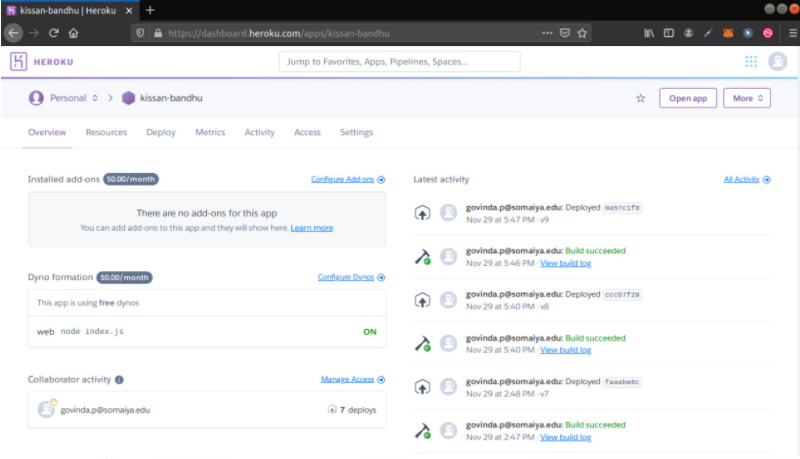 kissan-bandhu | Heroku
https://dashboard.heroku.com/apps/kissan-bandhu
HEROKU
Jump to Favorites, Apps, Pipelines, Spaces...
Personal
kissan-bandhu
Open app
More
Overview Resources Deploy Metrics Activity Access Settings
Installed add-ons $0.00/month
Configure Add-ons
There are no add-ons for this app
You can add add-ons to this app and they will show here. Learn more
Dyno formation $0.00/month
Configure Dynos
This app is using free dynos
web node index.js ON
Collaborator activity
Manage Access
govinda.p@somaiya.edu 7 deploys
Latest activity
All Activity
govinda.p@somaiya.edu: Deployed
Nov 29 at 5:47 PM · v9
govinda.p@somaiya.edu: Build succeeded
Nov 29 at 5:46 PM · View build log
govinda.p@somaiya.edu: Deployed cccb7f29
Nov 29 at 5:40 PM · v8
govinda.p@somaiya.edu: Build succeeded
Nov 29 at 5:40 PM · View build log
govinda.p@somaiya.edu: Deployed
Nov 29 at 2:48 PM · v7
govinda.p@somaiya.edu: Build succeeded
Nov 29 at 2:47 PM · View build log